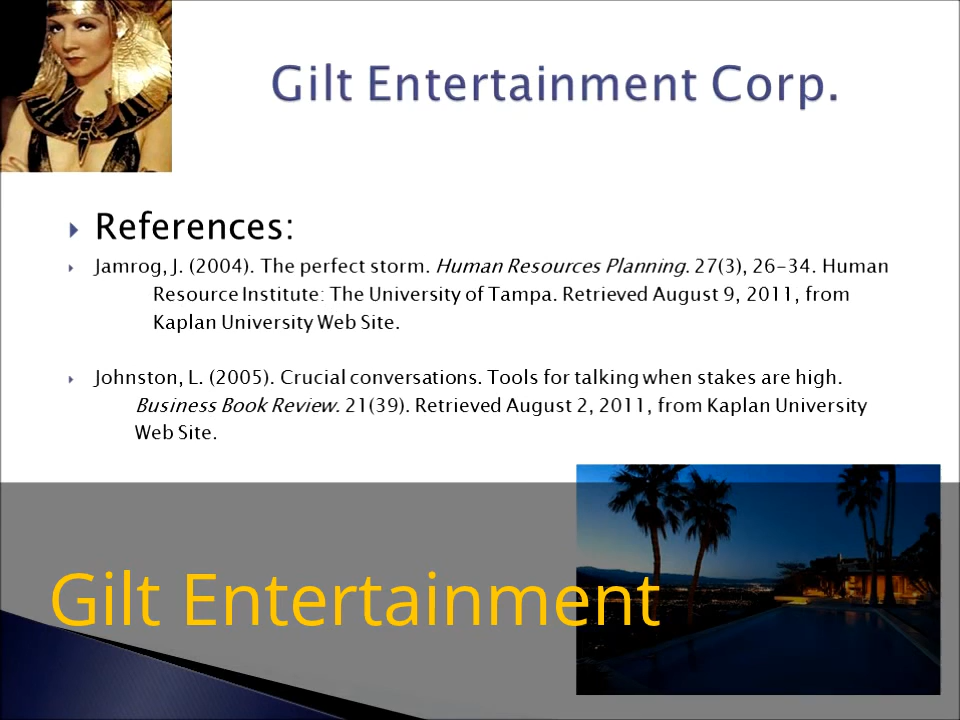 Gilt Entertainment Corp.
References:
Jamrog, J. (2004). The perfect storm. Human Resources Planning. 27(3), 26-34. Human
Resource Institute: The University of Tampa. Retrieved August 9, 2011, from
Kaplan University Web Site.
Johnston, L. (2005). Crucial conversations. Tools for talking when stakes are high.
Business Book Review. 21(39). Retrieved August 2, 2011, from Kaplan University
Web Site.
Gilt Entertainment